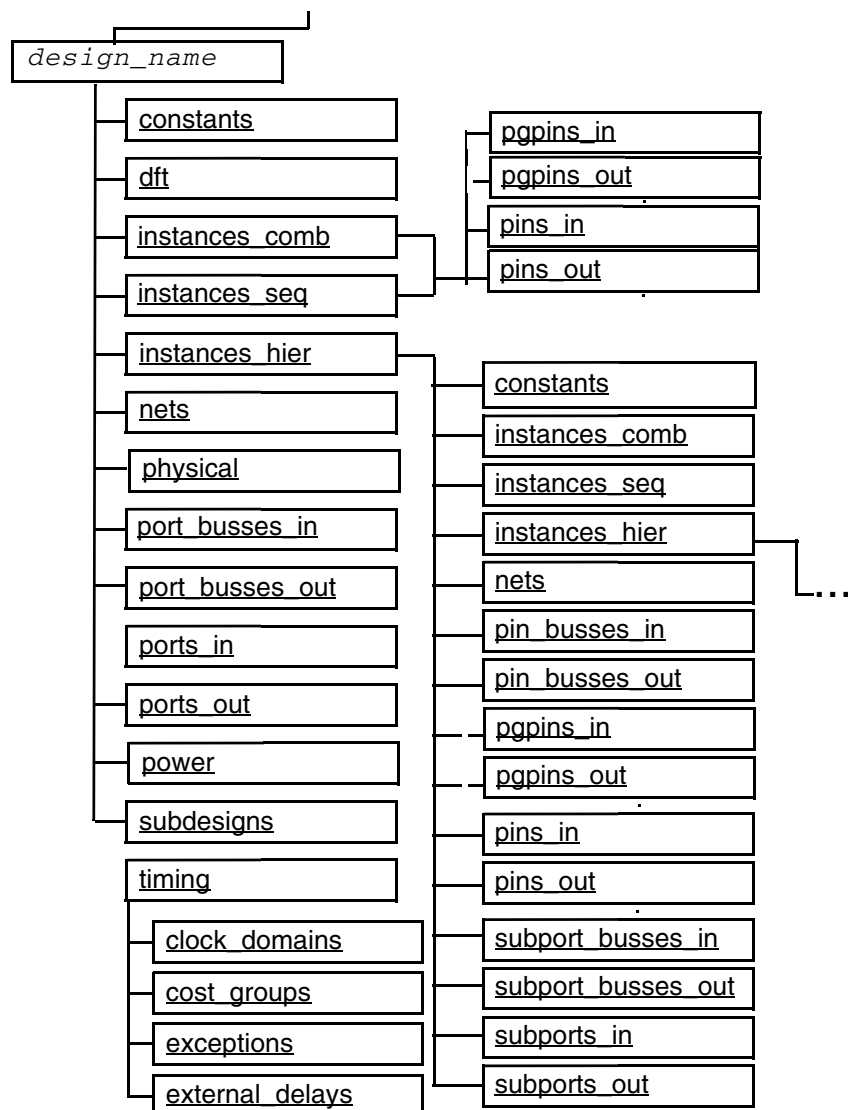 design_name
constants
dft
instances_comb
instances_seq
instances_hier
nets
physical
port_busses_in
port_busses_out
ports_in
ports_out
power
subdesigns
timing
clock_domains
cost_groups
exceptions
external_delays
pgpins_in
pgpins_out
pins_in
pins_out
constants
instances_comb
instances_seq
instances_hier
...
nets
pin_busses_in
pin_busses_out
pgpins_in
pgpins_out
pins_in
pins_out
subport_busses_in
subport_busses_out
subports_in
subports_out